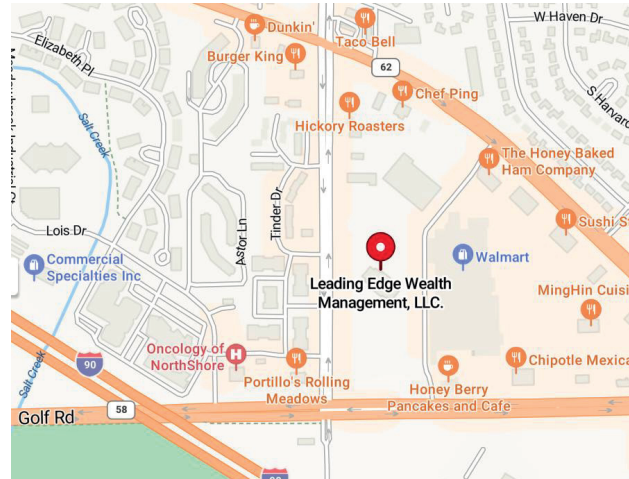 W Haven Dr
Dunkin'
Taco Bell
Elizabeth Pl
Burger King
62
Chef Ping
S Harvard
Salt Creek
Hickory Roasters
The Honey Baked
Ham Company
Tinder Dr
Astor Ln
Lois Dr
Sushi S
Commercial
Specialties Inc
Walmart
Leading Edge Wealth
Management, LLC.
MingHin Cuisi
Oncology of
NorthShore
90
Salt Creek
Portillo's Rolling
Meadows
Chipotle Mexica
Honey Berry
Pancakes and Cafe
58
Golf Rd